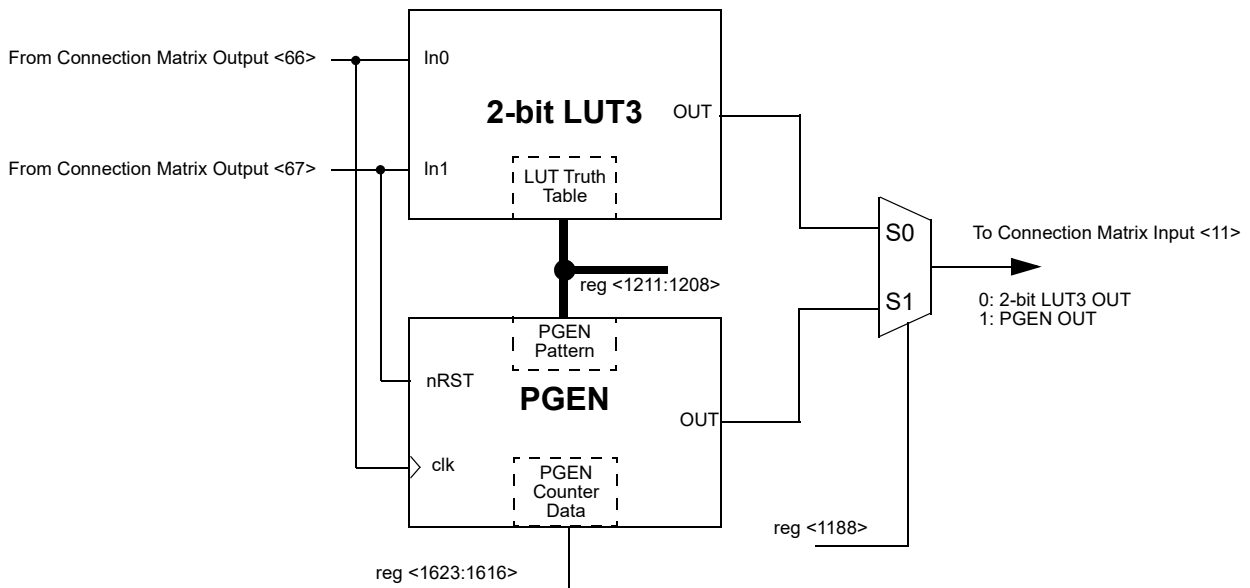 From Connection Matrix Output <66>
In0
2-bit LUT3
OUT
From Connection Matrix Output <67>
In1
LUT Truth
Table
S0
To Connection Matrix Input <11>
reg <1211:1208>
S1
0: 2-bit LUT3 OUT
1: PGEN OUT
PGEN
Pattern
nRST
PGEN
OUT
clk
PGEN
Counter
Data
reg <1188>
reg <1623:1616>